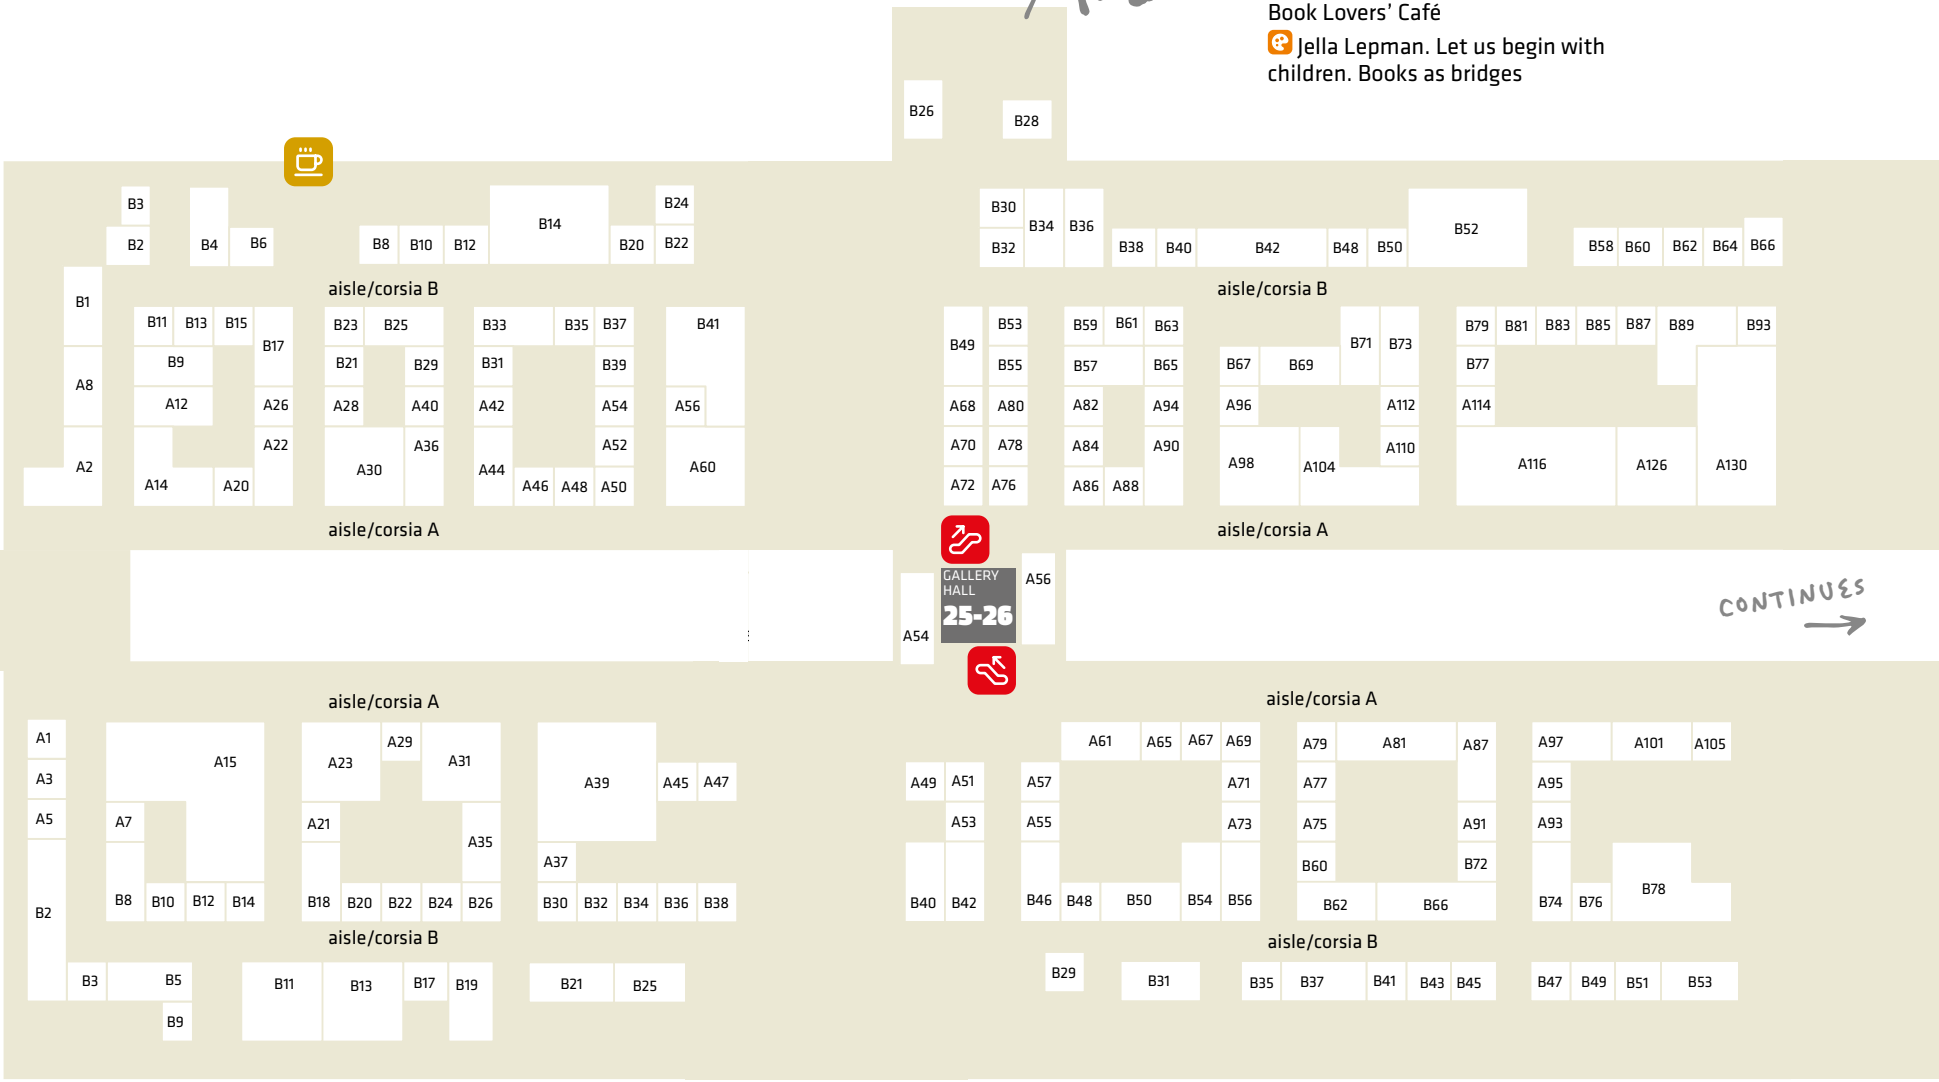 Book Lovers' Café
Jella Lepman. Let us begin with
children. Books as bridges
B26
B28
B3
B2
B4
B6
B8
B10
B12
B14
B20
B24
B22
B30
B32
B34
B36
B38
B40
B42
B48
B50
B52
B58
B60
B62
B64
B66
aisle/corsia B
aisle/corsia B
B1
A8
A2
B11
B13
B15
B17
B9
A12
A26
A22
A14
A20
B23
B25
B21
B29
A28
A40
A30
A36
B33
B35
B37
B31
B39
A42
A54
A52
A44
A46
A48
A50
B41
A56
A60
B49
B53
B55
A68
A80
A70
A78
A72
A76
B59
B61
B63
B57
B65
A82
A94
A84
A90
A86
A88
B67
B69
B71
B73
A96
A112
A98
A104
A110
B79
B81
B83
B85
B87
B89
B93
B77
A114
A116
A126
A130
aisle/corsia A
aisle/corsia A
GALLERY
HALL
25-26
A54
A56
CONTINUES
aisle/corsia A
aisle/corsia A
A1
A3
A5
B2
A15
A7
B8
B10
B12
B14
A23
A29
A31
A21
A35
B18
B20
B22
B24
B26
A39
A45
A47
A37
B30
B32
B34
B36
B38
A49
A51
A53
B40
B42
A57
A55
A61
A65
A67
A69
A71
A73
B46
B48
B50
B54
B56
A79
A81
A87
A77
A75
A91
B60
B72
B62
B66
A97
A101
A105
A95
A93
B74
B76
B78
aisle/corsia B
aisle/corsia B
B3
B5
B9
B11
B13
B17
B19
B21
B25
B29
B31
B35
B37
B41
B43
B45
B47
B49
B51
B53